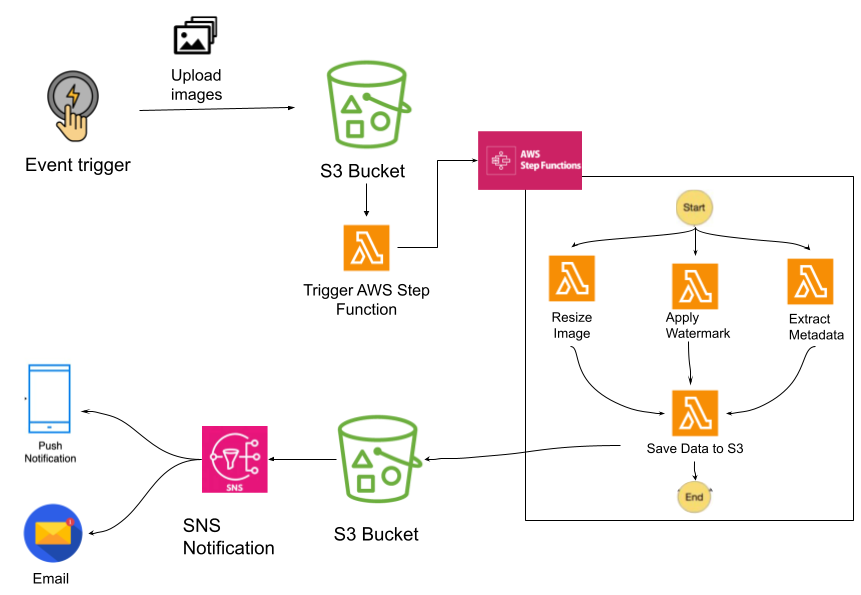 Upload
images
Event trigger
S3 Bucket
AWS
Step Functions
Start
Trigger AWS Step
Function
Resize
Image
Apply
Watermark
Extract
Metadata
Save Data to S3
End
Push
Notification
SNS
SNS
Notification
S3 Bucket
Email